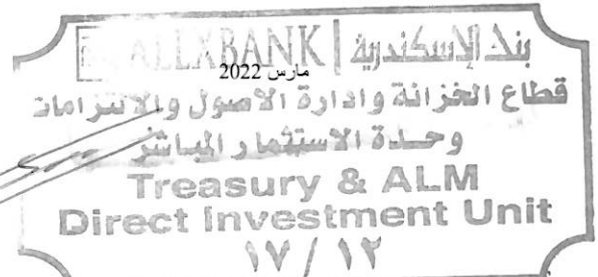 ALEXBANK | بنك الإسكندرية
مارس 2022
قطاع الخزانة وادارة الاصول والالتزامات
وحدة الاستثمار المباشر
Treasury & ALM
Direct Investment Unit
١٧ / ١٢